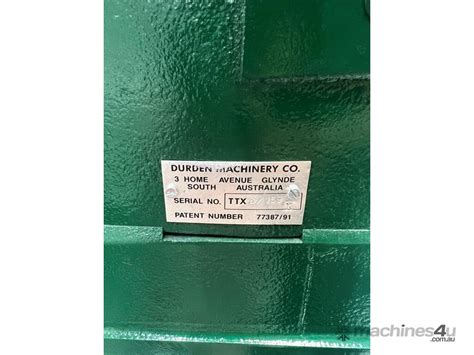 DURDEN MACHINERY CO.
3 HOME AVENUE GLYNDE
SOUTH AUSTRALIA
SERIAL NO. TTX
PATENT NUMBER 77387/91
machines4u
.com.au